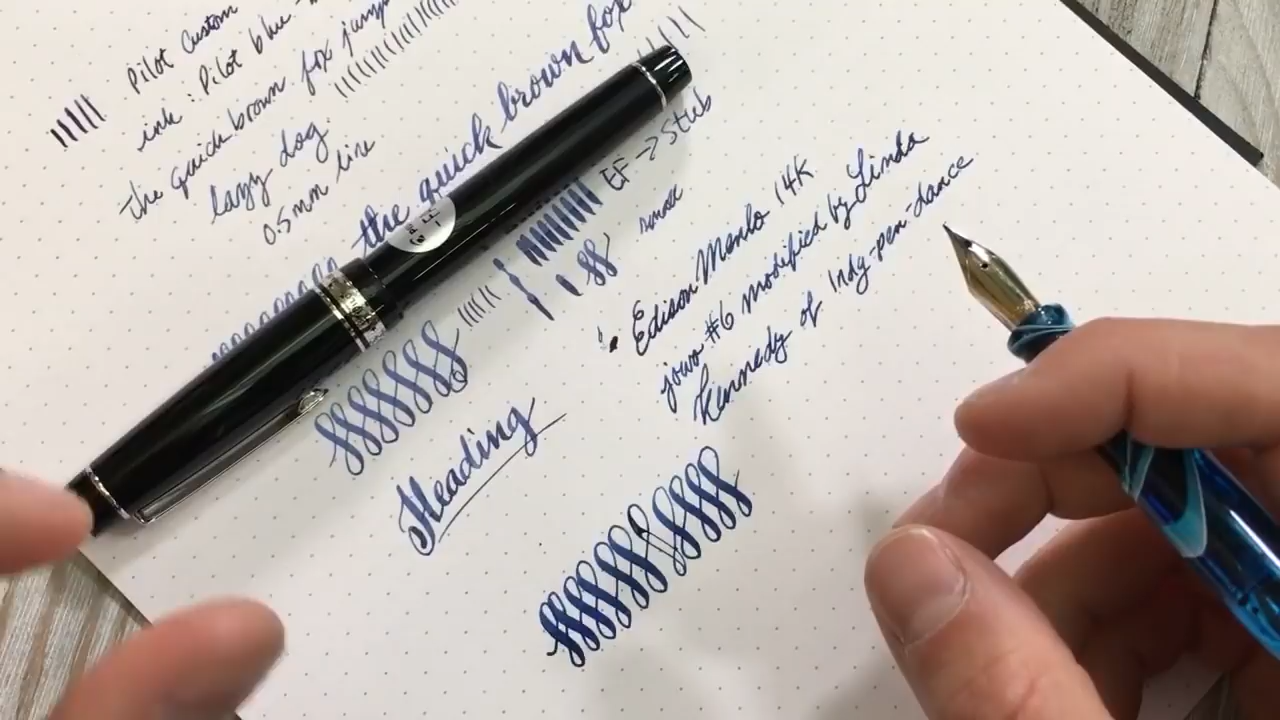 Pilot Custom
ink : Pilot blue -
the quick brown fox jump
lazy dog.
0.5mm line
the quick brown fox
EF -> Stub
small
Edison Menlo 14K
jowo #6 modified by Linda
Kennedy of Indy-pen-dance
Heading